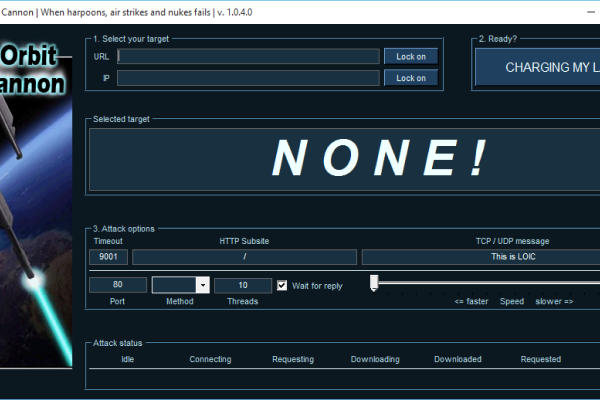 Cannon | When harpoons, air strikes and nukes fails | v. 1.0.4.0
Orbit
annon
1. Select your target
URL
Lock on
IP
Lock on
2. Ready?
CHARGING MY LA
Selected target
NONE!
3. Attack options
Timeout
HTTP Subsite
TCP / UDP message
9001
/
This is LOIC
80
10
Wait for reply
Port
Method
Threads
<= faster
Speed
slower =>
Attack status
Idle
Connecting
Requesting
Downloading
Downloaded
Requested